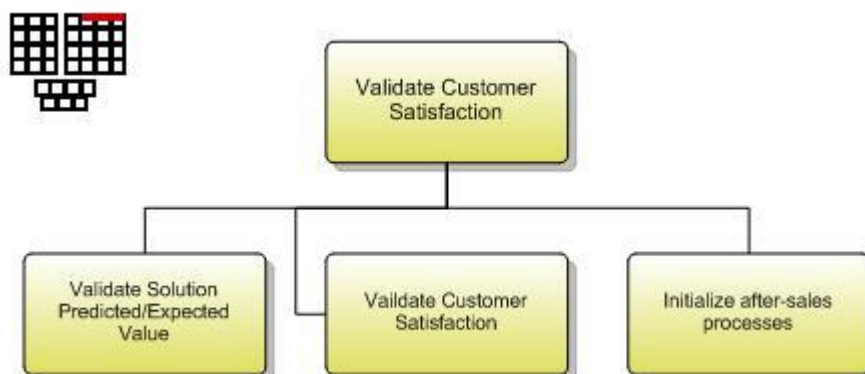 Validate Customer
Satisfaction
Validate Solution
Predicted/Expected
Value
Vaildate Customer
Satisfaction
Initialize after-sales
processes